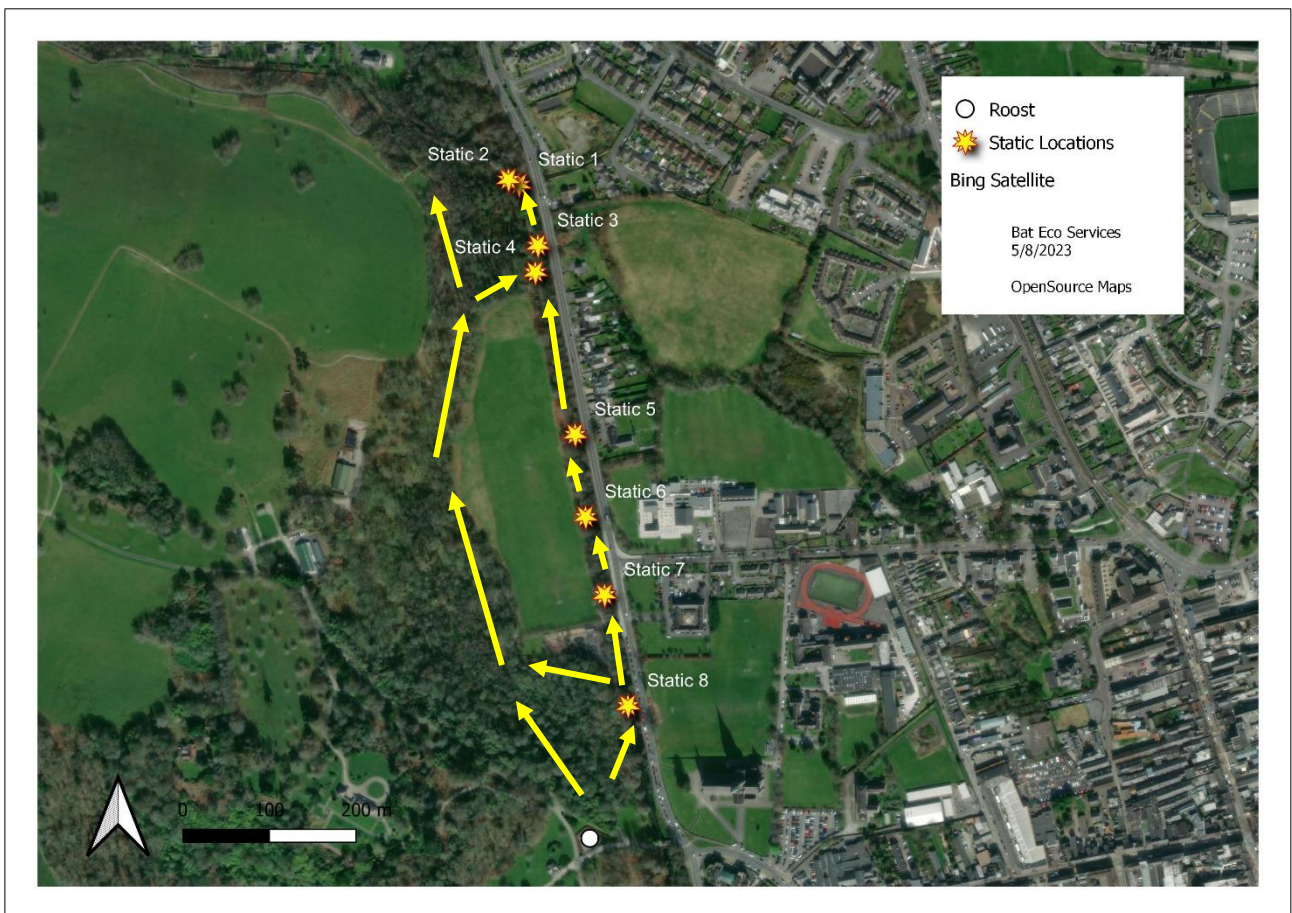 Roost
Static Locations
Bing Satellite
Bat Eco Services
5/8/2023
OpenSource Maps
Static 2
Static 1
Static 3
Static 4
Static 5
Static 6
Static 7
Static 8
0 100 200 m